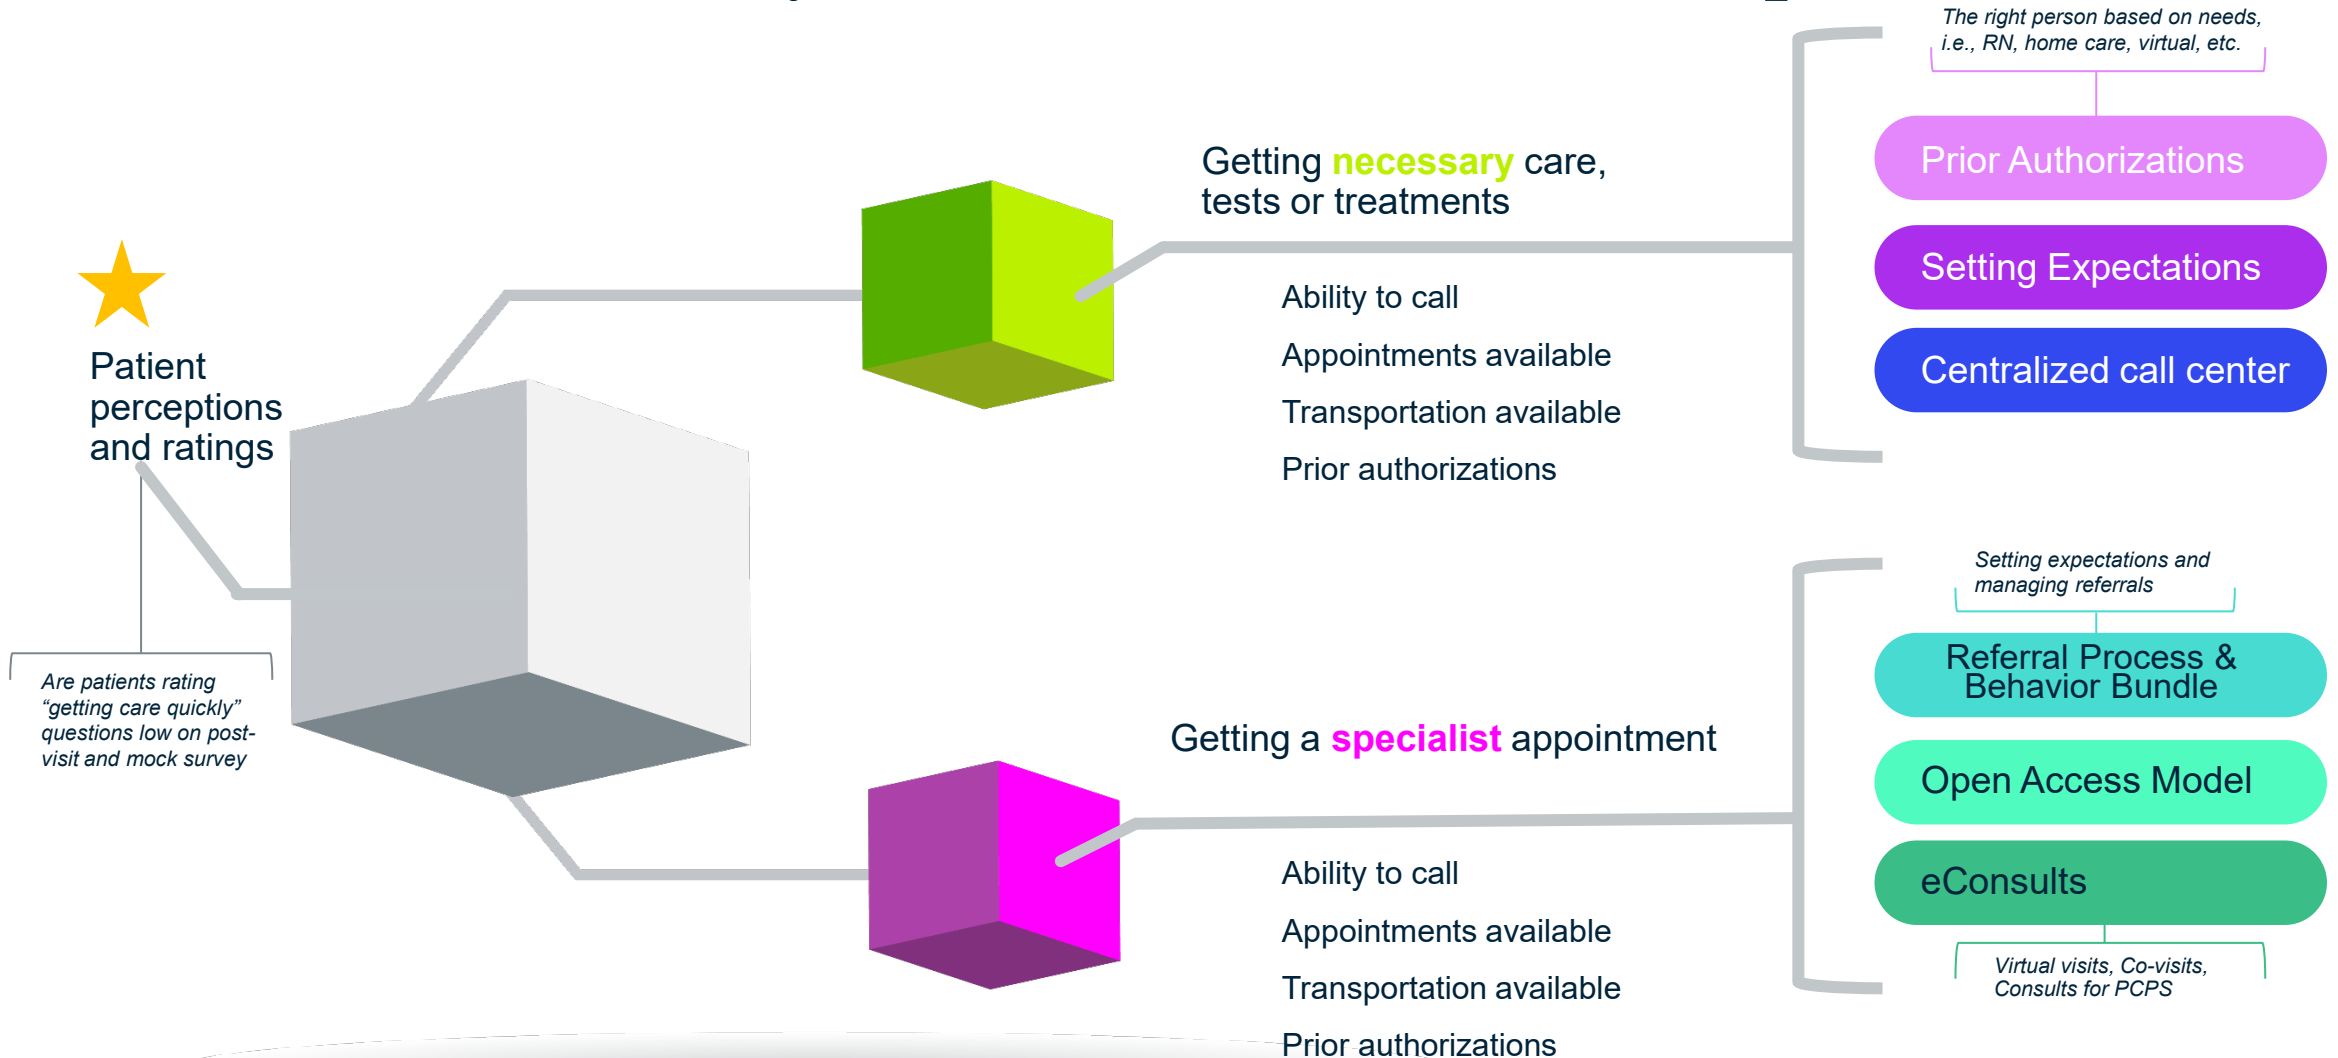 The right person based on needs,
i.e., RN, home care, virtual, etc.
Prior Authorizations
Getting necessary care,
tests or treatments
Setting Expectations
Ability to call
Appointments available
Transportation available
Prior authorizations
Centralized call center
Patient
perceptions
and ratings
Are patients rating
“getting care quickly”
questions low on post-
visit and mock survey
Setting expectations and
managing referrals
Referral Process &
Behavior Bundle
Getting a specialist appointment
Open Access Model
Ability to call
Appointments available
Transportation available
Prior authorizations
eConsults
Virtual visits, Co-visits,
Consults for PCPS